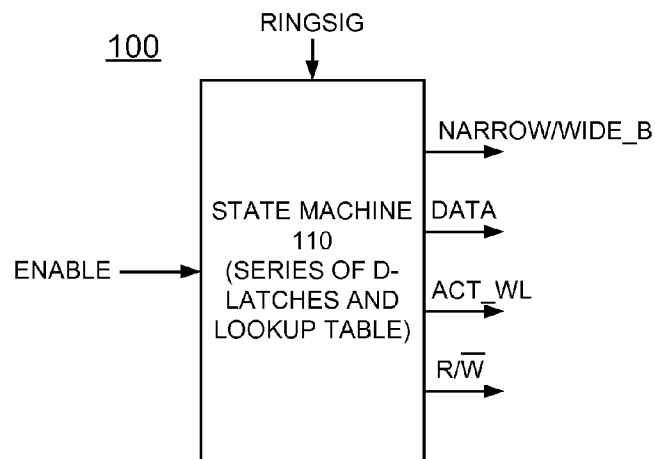 RINGSIG
100
NARROW/WIDE_B
STATE MACHINE
110
(SERIES OF D-
LATCHES AND
LOOKUP TABLE)
DATA
ENABLE
ACT_WL
R/W̅